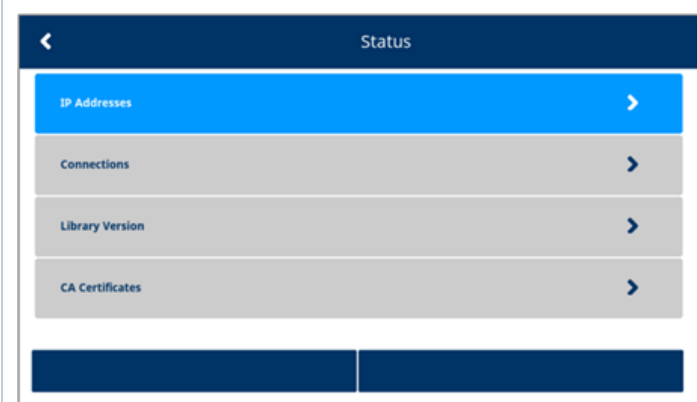 Status
IP Addresses
Connections
Library Version
CA Certificates